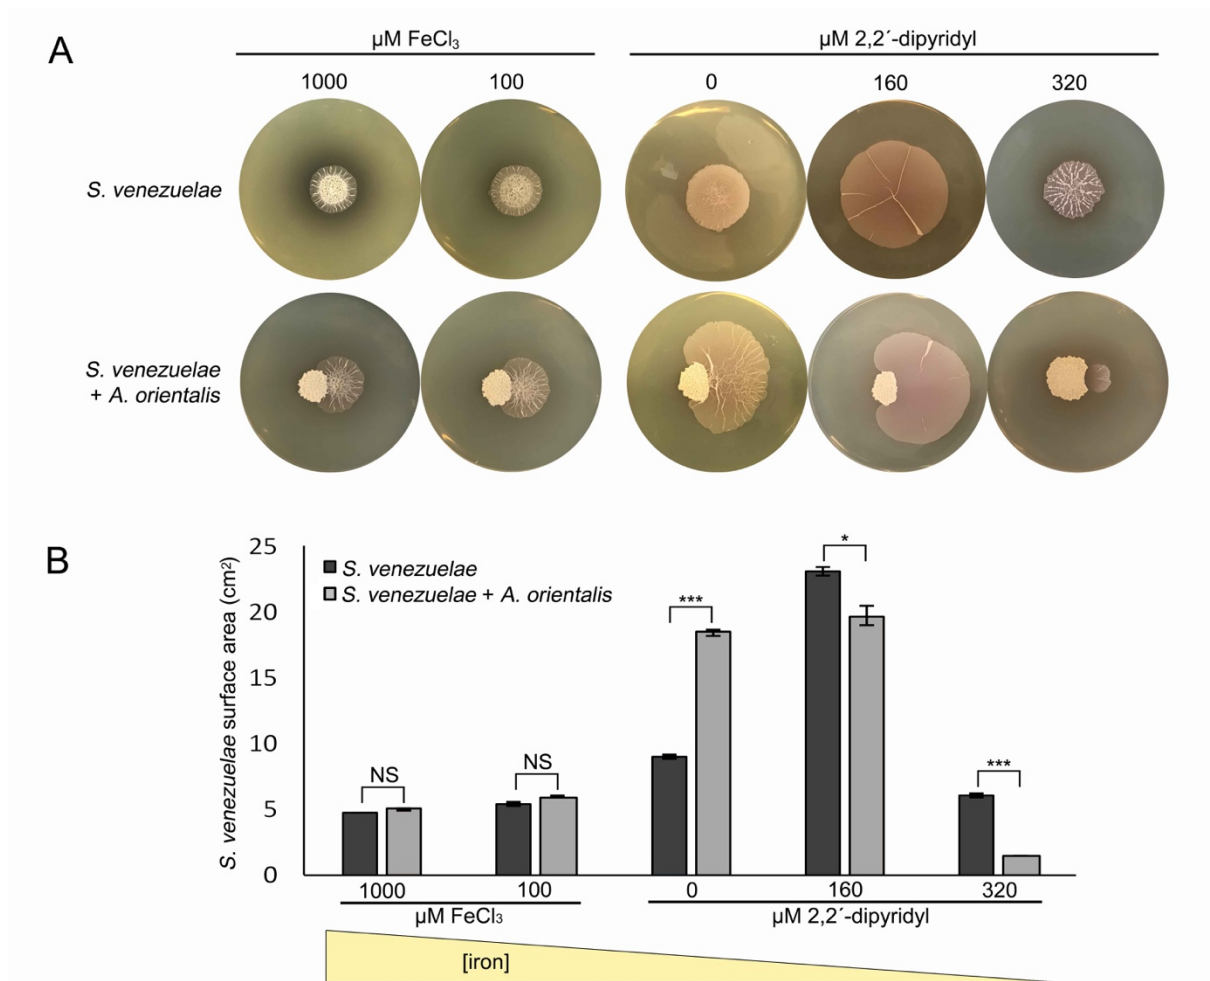 A
µM FeCl₃
µM 2,2´-dipyridyl
1000
100
0
160
320
S. venezuelae
S. venezuelae
+ A. orientalis
B
S. venezuelae surface area (cm²)
25
20
15
10
5
0
S. venezuelae
S. venezuelae + A. orientalis
NS
NS
***
*
***
1000
100
0
160
320
µM FeCl₃
µM 2,2´-dipyridyl
[iron]